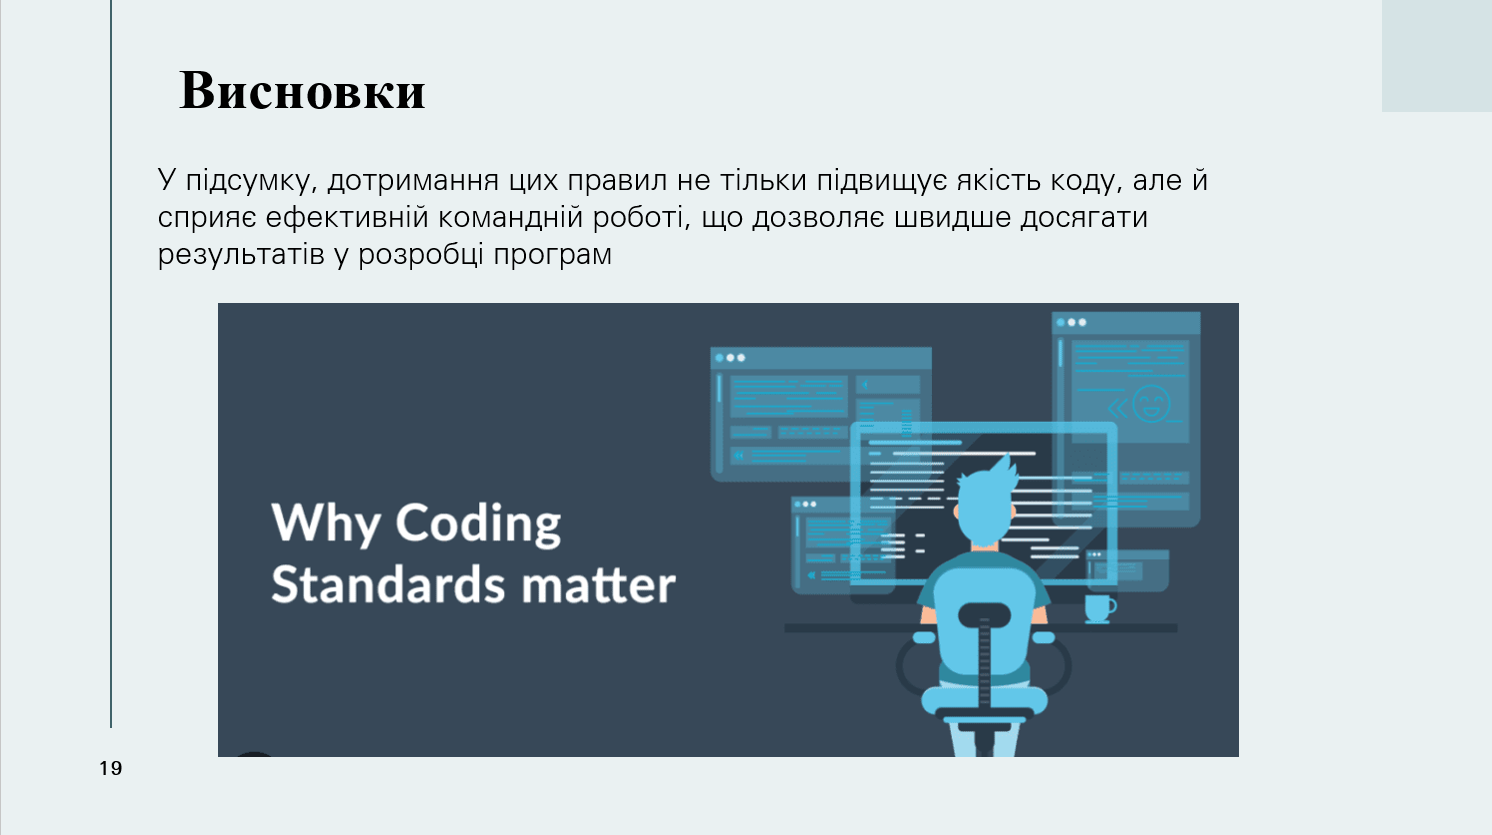 Висновки
У підсумку, дотримання цих правил не тільки підвищує якість коду, але й
сприяє ефективній командній роботі, що дозволяє швидше досягати
результатів у розробці програм
Why Coding
Standards matter
19